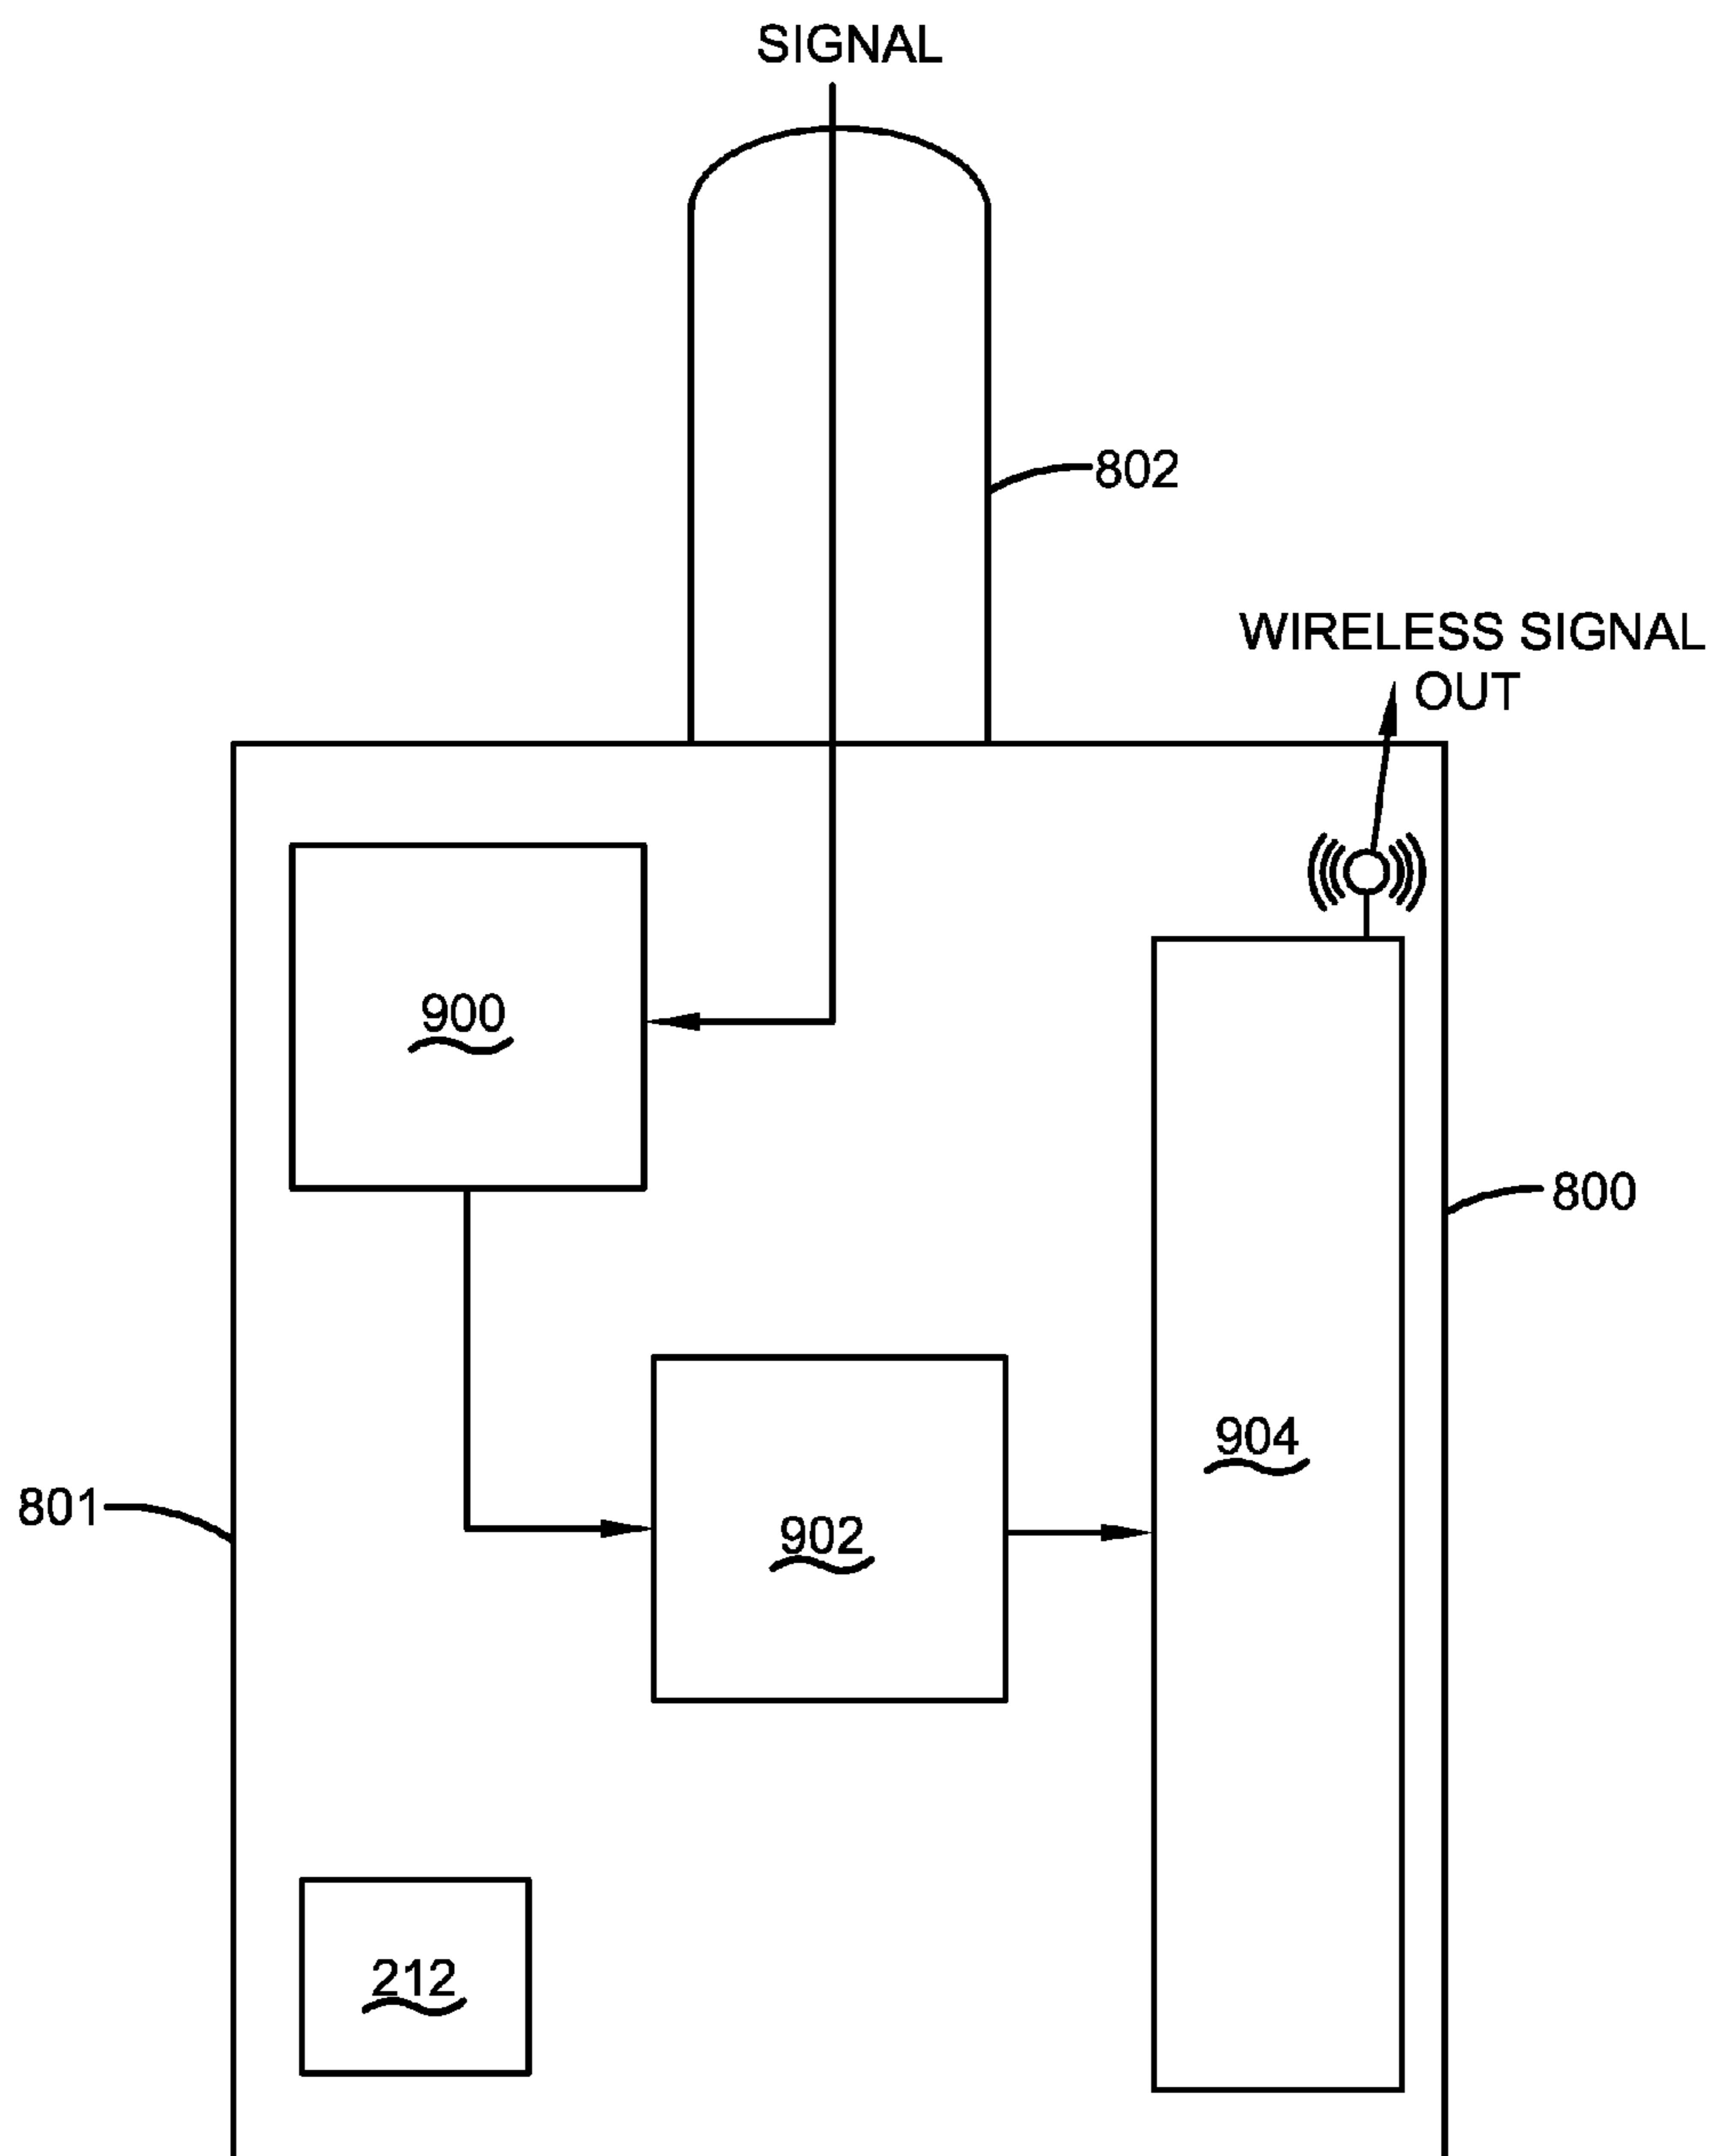 SIGNAL
802
WIRELESS SIGNAL
OUT
900
800
904
801
902
212